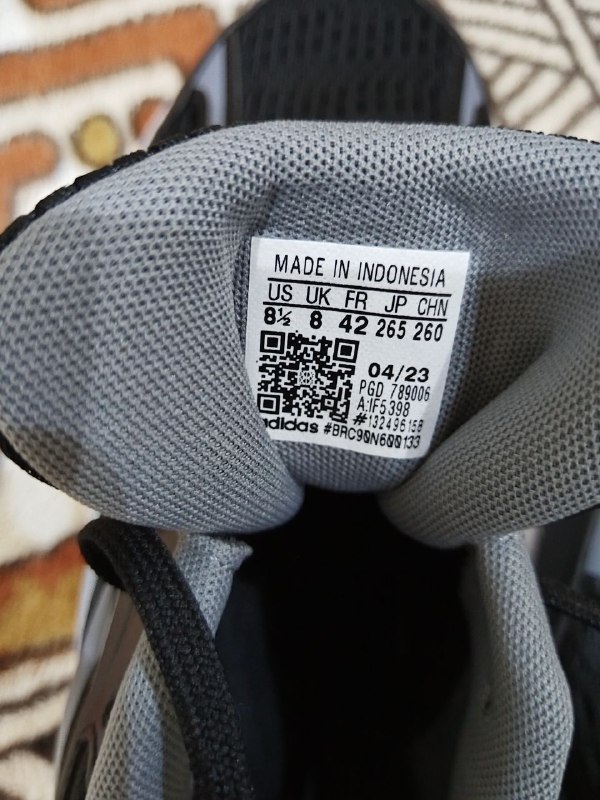 MADE IN INDONESIA
US UK FR JP CHN
8½ 8 42 265 260
04/23
PGD 789006
A:IF5398
#132496158
adidas #BRC90N600133